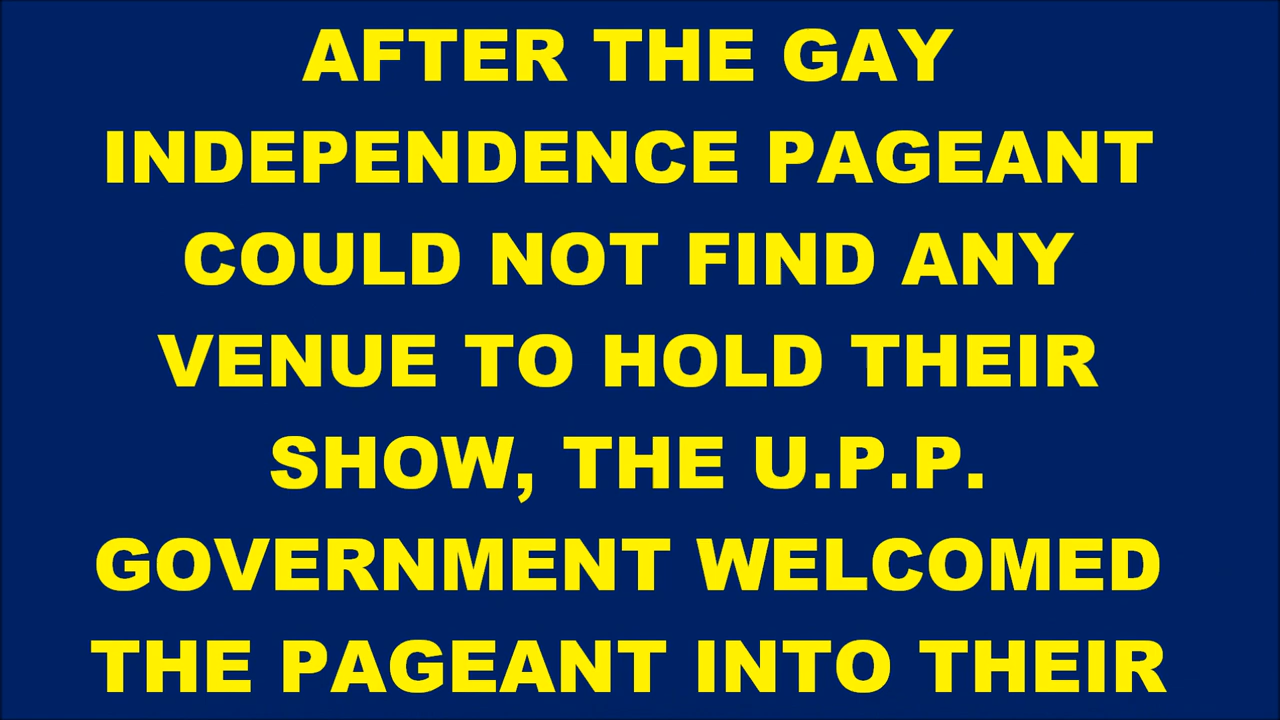 AFTER THE GAY
INDEPENDENCE PAGEANT
COULD NOT FIND ANY
VENUE TO HOLD THEIR
SHOW, THE U.P.P.
GOVERNMENT WELCOMED
THE PAGEANT INTO THEIR